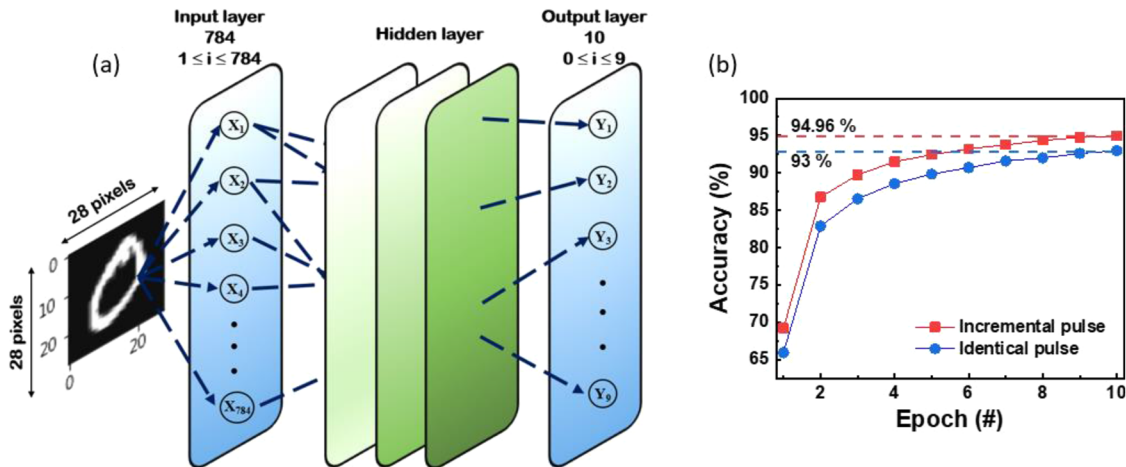 (a)
Input layer
784
1 ≤ i ≤ 784
Hidden layer
Output layer
10
0 ≤ i ≤ 9
28 pixels
28 pixels
0
10
20
0
20
X1
X2
X3
X4
X784
Y1
Y2
Y3
Y9
(b)
100
95
90
85
80
75
70
65
Accuracy (%)
94.96 %
93 %
Incremental pulse
Identical pulse
2 4 6 8 10
Epoch (#)